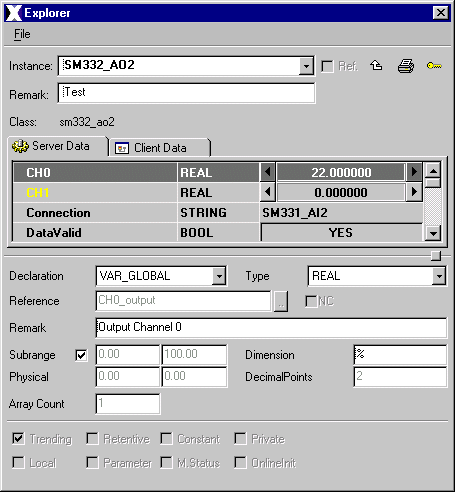 Explorer
File
Instance: SM332_AO2 Ref.
Remark: Test
Class: sm332_ao2
Server Data Client Data
CH0 REAL 22.000000
CH1 REAL 0.000000
Connection STRING SM331_AI2
DataValid BOOL YES
Declaration VAR_GLOBAL Type REAL
Reference CH0_output .. NC
Remark Output Channel 0
Subrange 0.00 100.00 Dimension %
Physical 0.00 0.00 DecimalPoints 2
Array Count 1
Trending Retentive Constant Private
Local Parameter M.Status OnlineInit